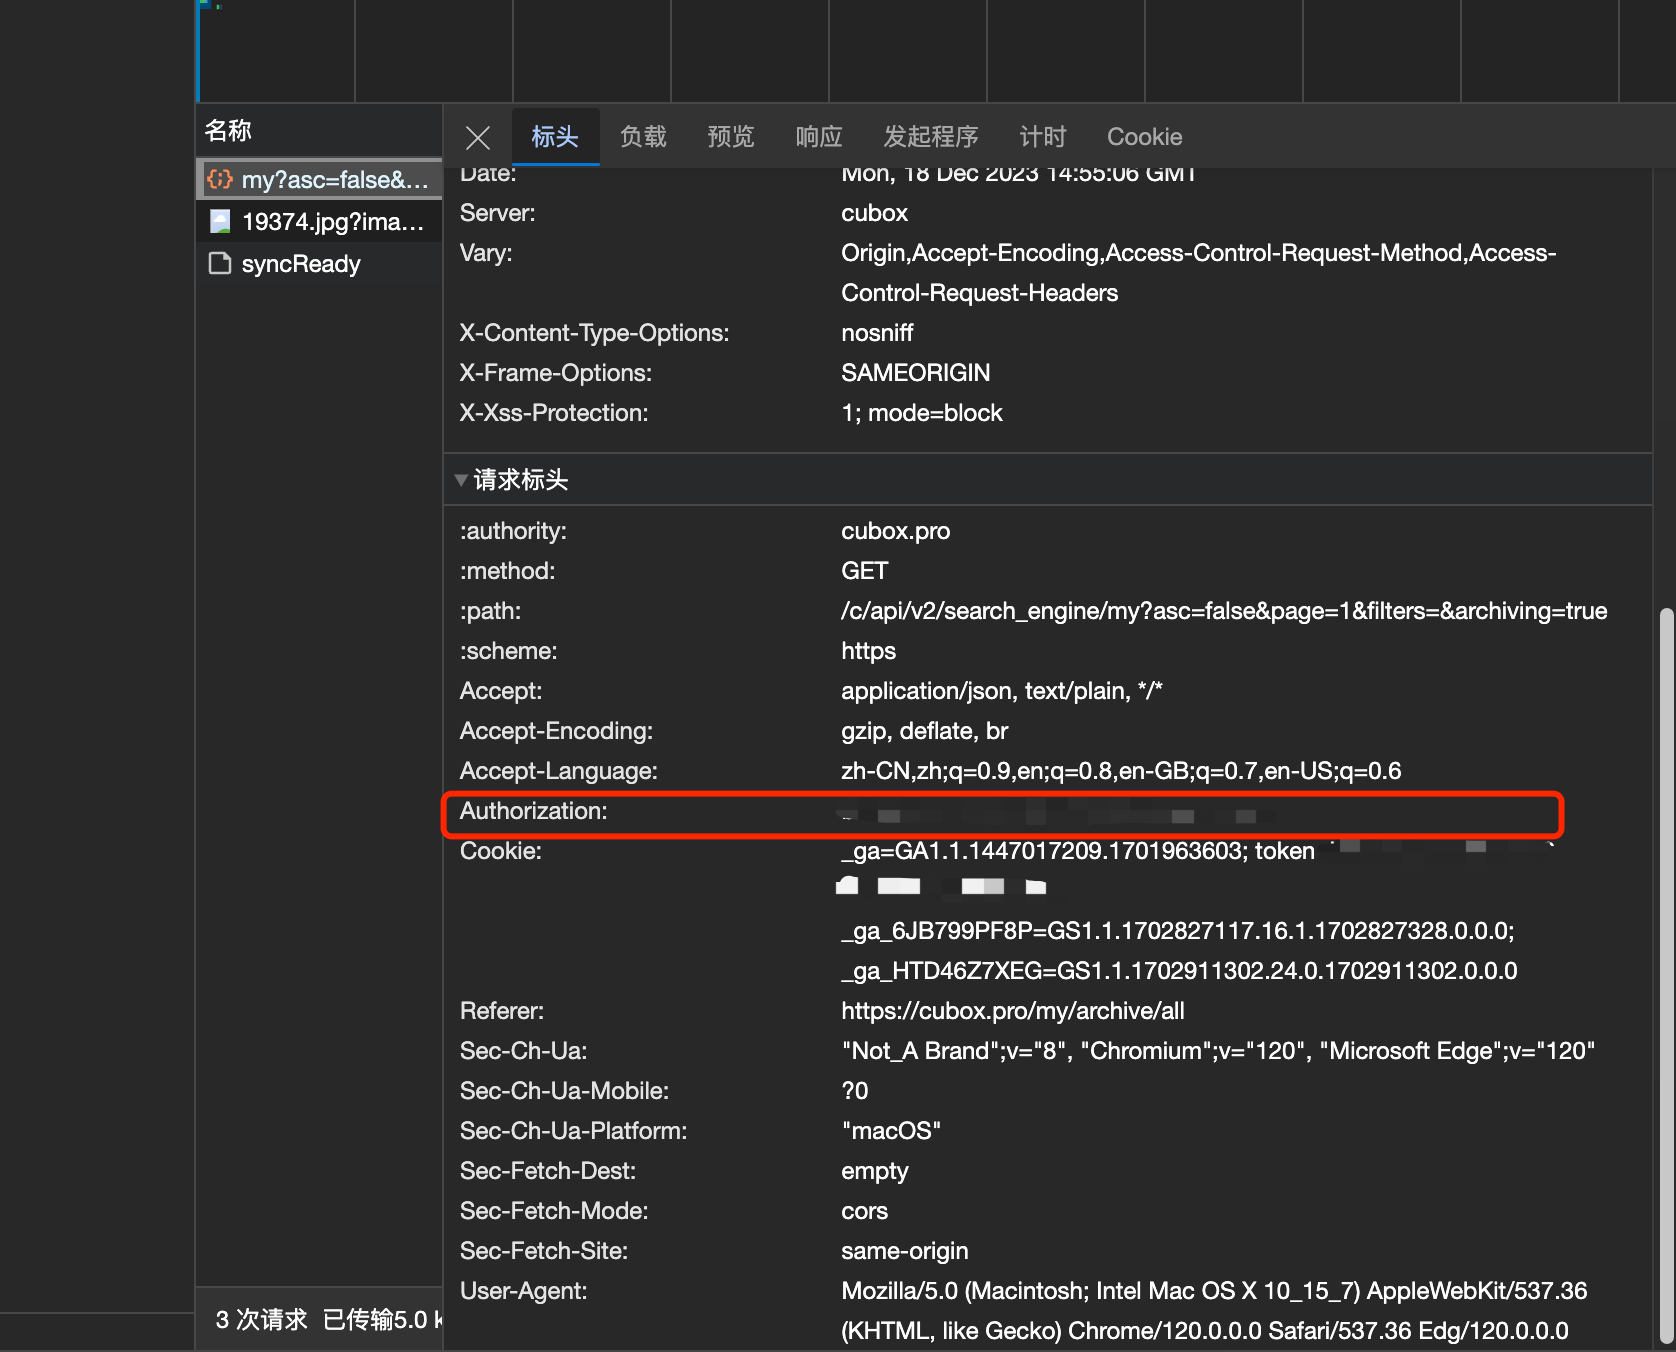 名称
标头 负载 预览 响应 发起程序 计时 Cookie
my?asc=false&...
19374.jpg?ima...
syncReady
Date: Mon, 18 Dec 2023 14:55:06 GMT
Server: cubox
Vary: Origin,Accept-Encoding,Access-Control-Request-Method,Access-
Control-Request-Headers
X-Content-Type-Options: nosniff
X-Frame-Options: SAMEORIGIN
X-Xss-Protection: 1; mode=block
请求标头
:authority: cubox.pro
:method: GET
:path: /c/api/v2/search_engine/my?asc=false&page=1&filters=&archiving=true
:scheme: https
Accept: application/json, text/plain, */*
Accept-Encoding: gzip, deflate, br
Accept-Language: zh-CN,zh;q=0.9,en;q=0.8,en-GB;q=0.7,en-US;q=0.6
Authorization:
Cookie: _ga=GA1.1.1447017209.1701963603; token
_ga_6JB799PF8P=GS1.1.1702827117.16.1.1702827328.0.0.0;
_ga_HTD46Z7XEG=GS1.1.1702911302.24.0.1702911302.0.0.0
Referer: https://cubox.pro/my/archive/all
Sec-Ch-Ua: "Not_A Brand";v="8", "Chromium";v="120", "Microsoft Edge";v="120"
Sec-Ch-Ua-Mobile: ?0
Sec-Ch-Ua-Platform: "macOS"
Sec-Fetch-Dest: empty
Sec-Fetch-Mode: cors
Sec-Fetch-Site: same-origin
User-Agent: Mozilla/5.0 (Macintosh; Intel Mac OS X 10_15_7) AppleWebKit/537.36
(KHTML, like Gecko) Chrome/120.0.0.0 Safari/537.36 Edg/120.0.0.0
3 次请求 已传输5.0 k